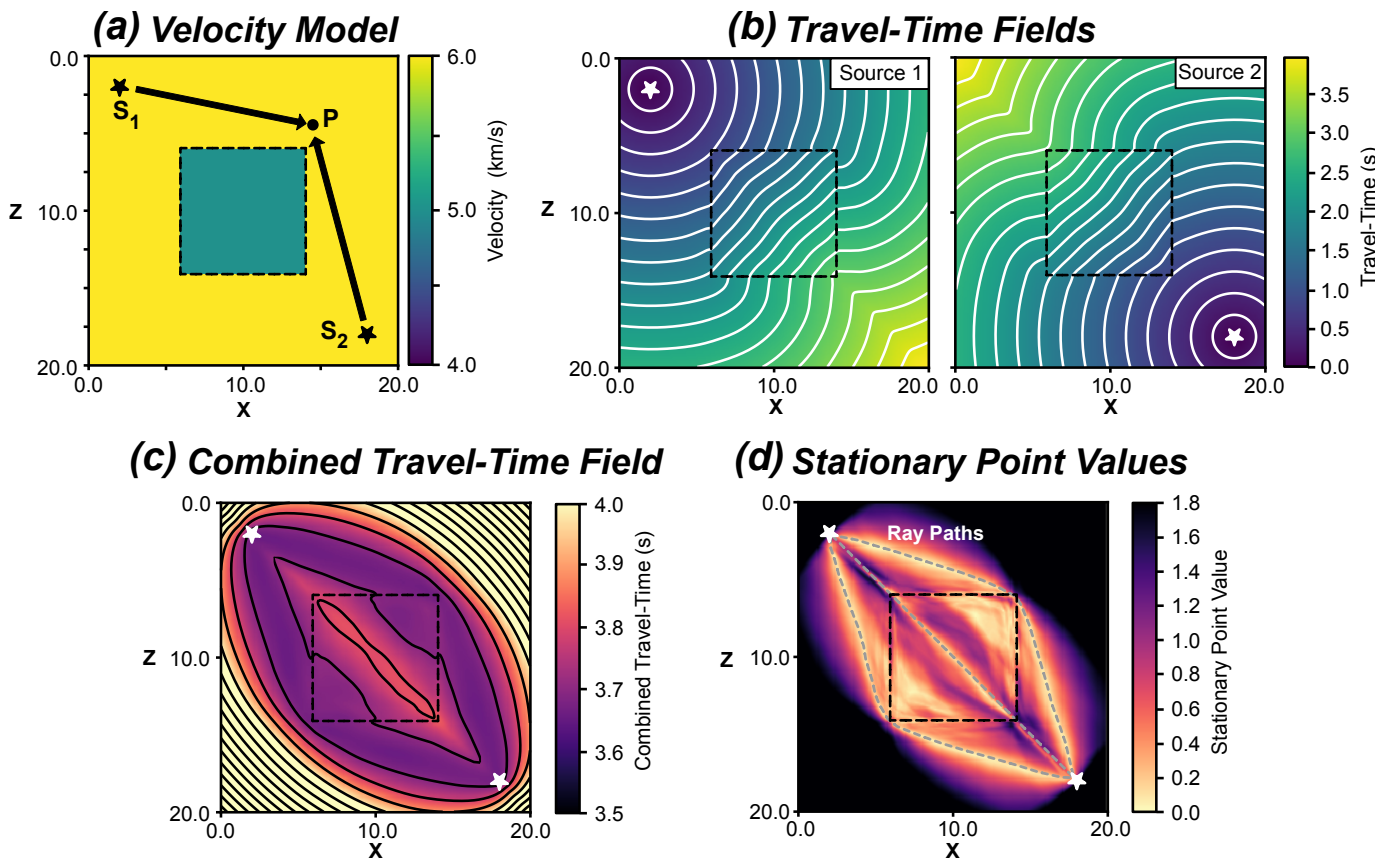 (a) Velocity Model
0.0
10.0
20.0
Z
0.0
10.0
20.0
X
S1
P
S2
6.0
5.0
4.0
Velocity (km/s)
(b) Travel-Time Fields
Source 1
Source 2
0.0
10.0
20.0
Z
0.0
10.0
20.0
X
0.0
10.0
20.0
X
3.5
3.0
2.5
2.0
1.5
1.0
0.5
0.0
Travel-Time (s)
(c) Combined Travel-Time Field
0.0
10.0
20.0
Z
0.0
10.0
20.0
X
4.0
3.9
3.8
3.7
3.6
3.5
Combined Travel-Time (s)
(d) Stationary Point Values
Ray Paths
0.0
10.0
20.0
Z
0.0
10.0
20.0
X
1.8
1.6
1.4
1.2
1.0
0.8
0.6
0.4
0.2
0.0
Stationary Point Value